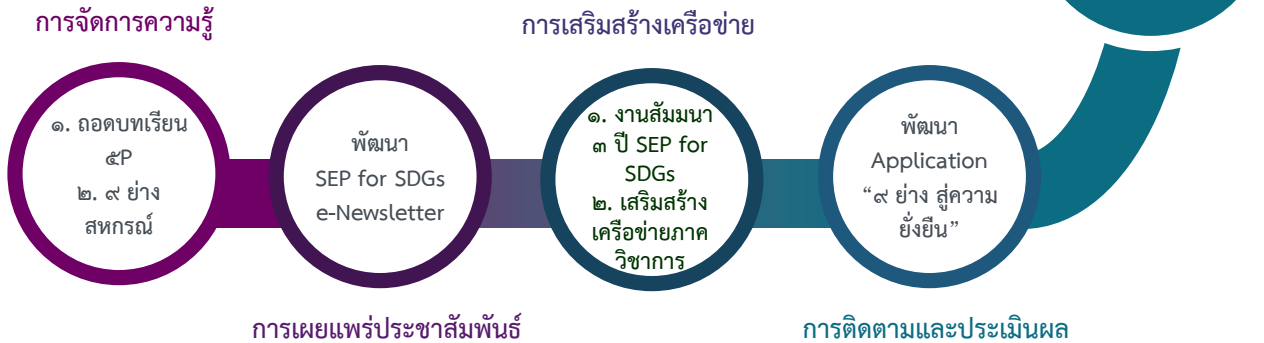 การจัดการความรู้
การเสริมสร้างเครือข่าย
๑. ถอดบทเรียน
๕P
๒. ๙ ย่าง
สหกรณ์
พัฒนา
SEP for SDGs
e-Newsletter
๑. งานสัมมนา
๓ ปี SEP for
SDGs
๒. เสริมสร้าง
เครือข่ายภาค
วิชาการ
พัฒนา
Application
“๙ ย่าง สู่ความ
ยั่งยืน”
การเผยแพร่ประชาสัมพันธ์
การติดตามและประเมินผล